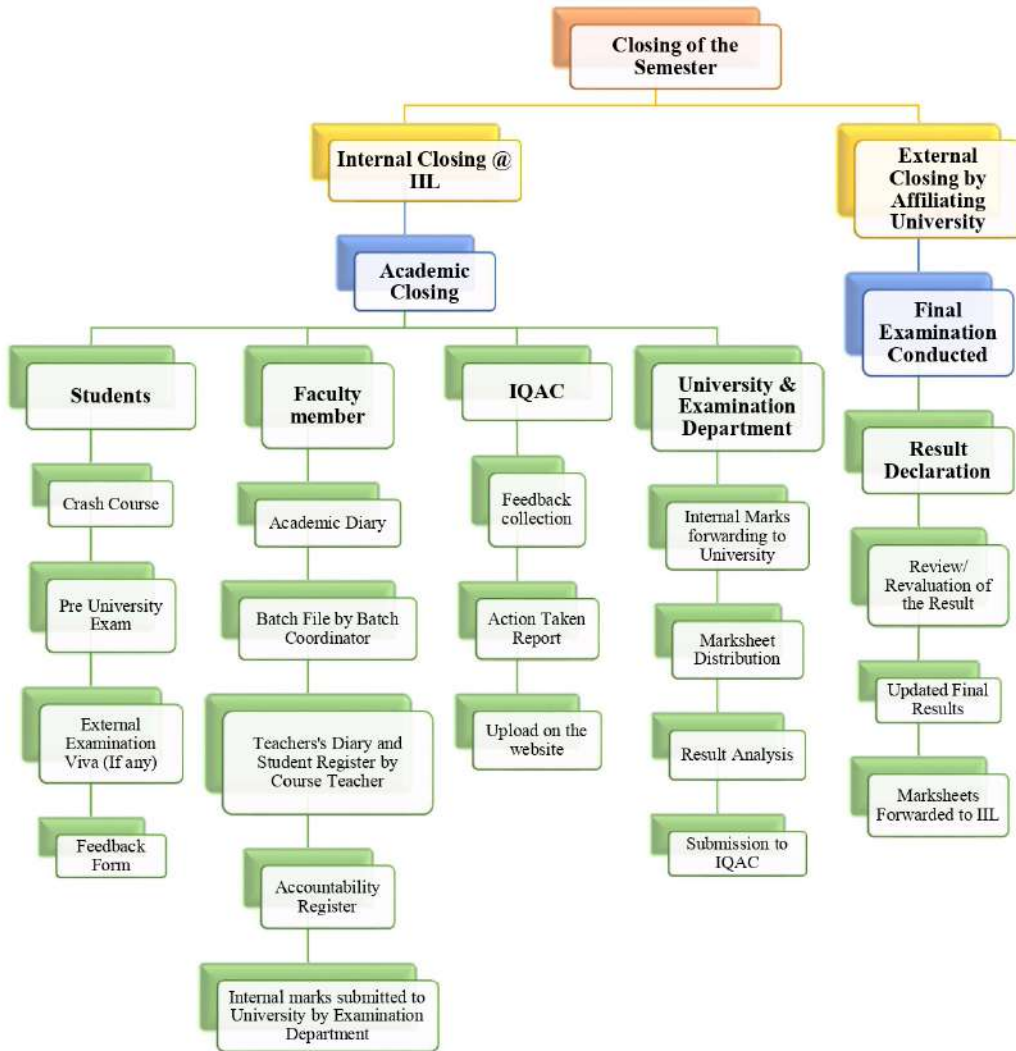 Closing of the
Semester
Internal Closing @
IIL
External
Closing by
Affiliating
University
Academic
Closing
Final
Examination
Conducted
Students
Faculty
member
IQAC
University &
Examination
Department
Result
Declaration
Crash Course
Academic Diary
Feedback
collection
Internal Marks
forwarding to
University
Review/
Revaluation of
the Result
Pre University
Exam
Batch File by Batch
Coordinator
Action Taken
Report
Marksheet
Distribution
Updated Final
Results
External
Examination
Viva (If any)
Teachers's Diary and
Student Register by
Course Teacher
Upload on the
website
Result Analysis
Marksheets
Forwarded to IIL
Feedback
Form
Accountability
Register
Submission to
IQAC
Internal marks submitted to
University by Examination
Department